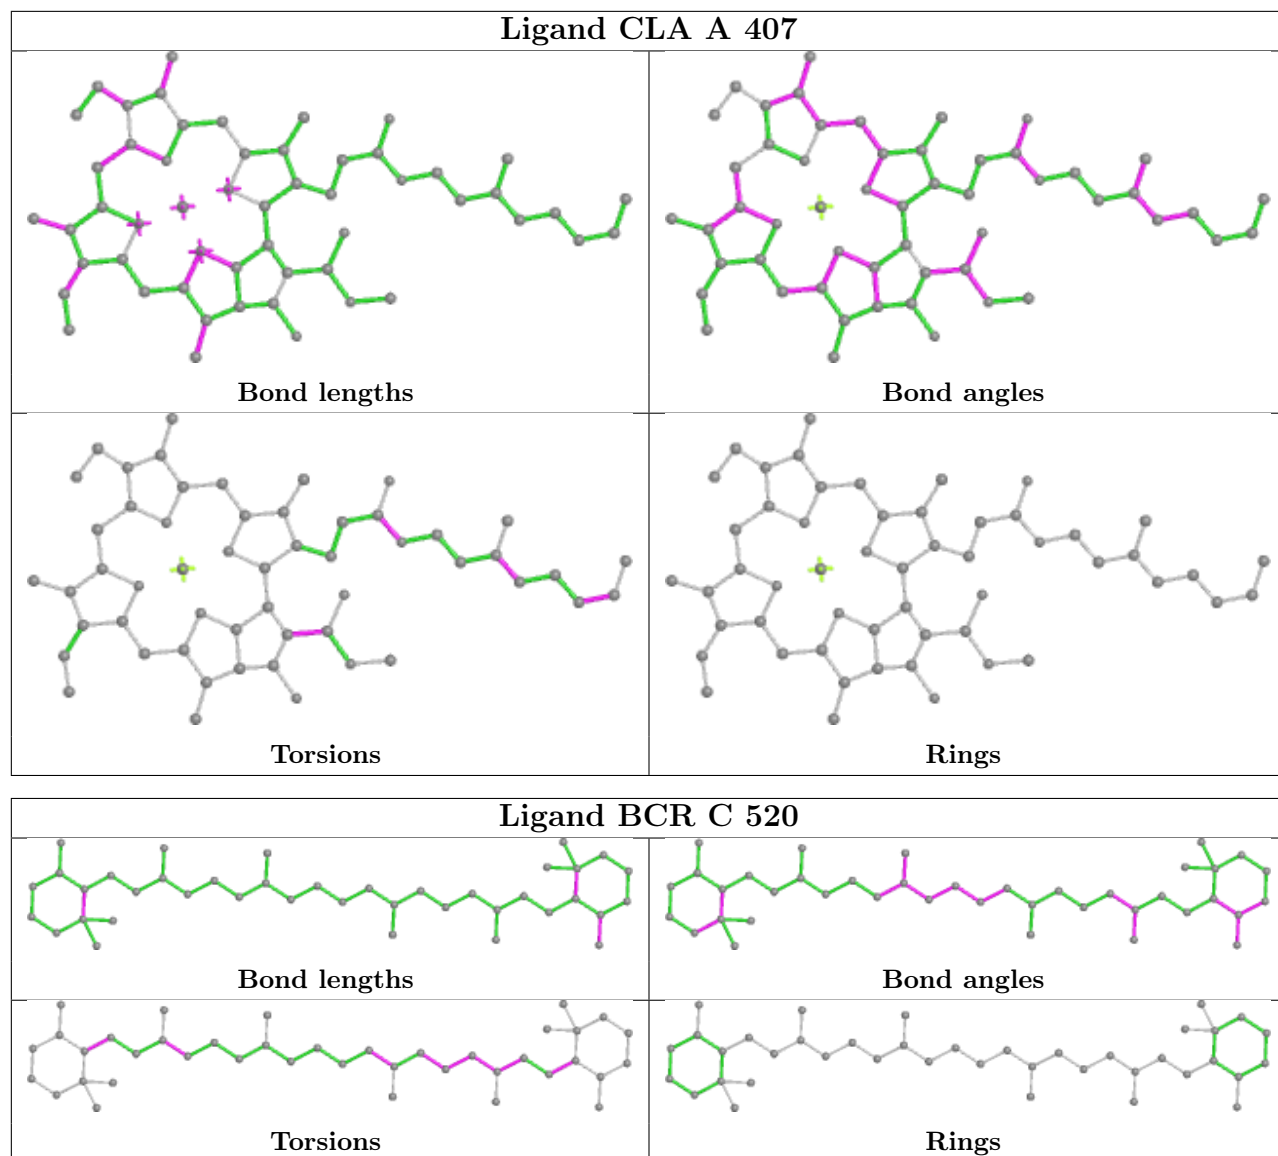 Ligand CLA A 407
Bond lengths
Bond angles
Torsions
Rings
Ligand BCR C 520
Bond lengths
Bond angles
Torsions
Rings